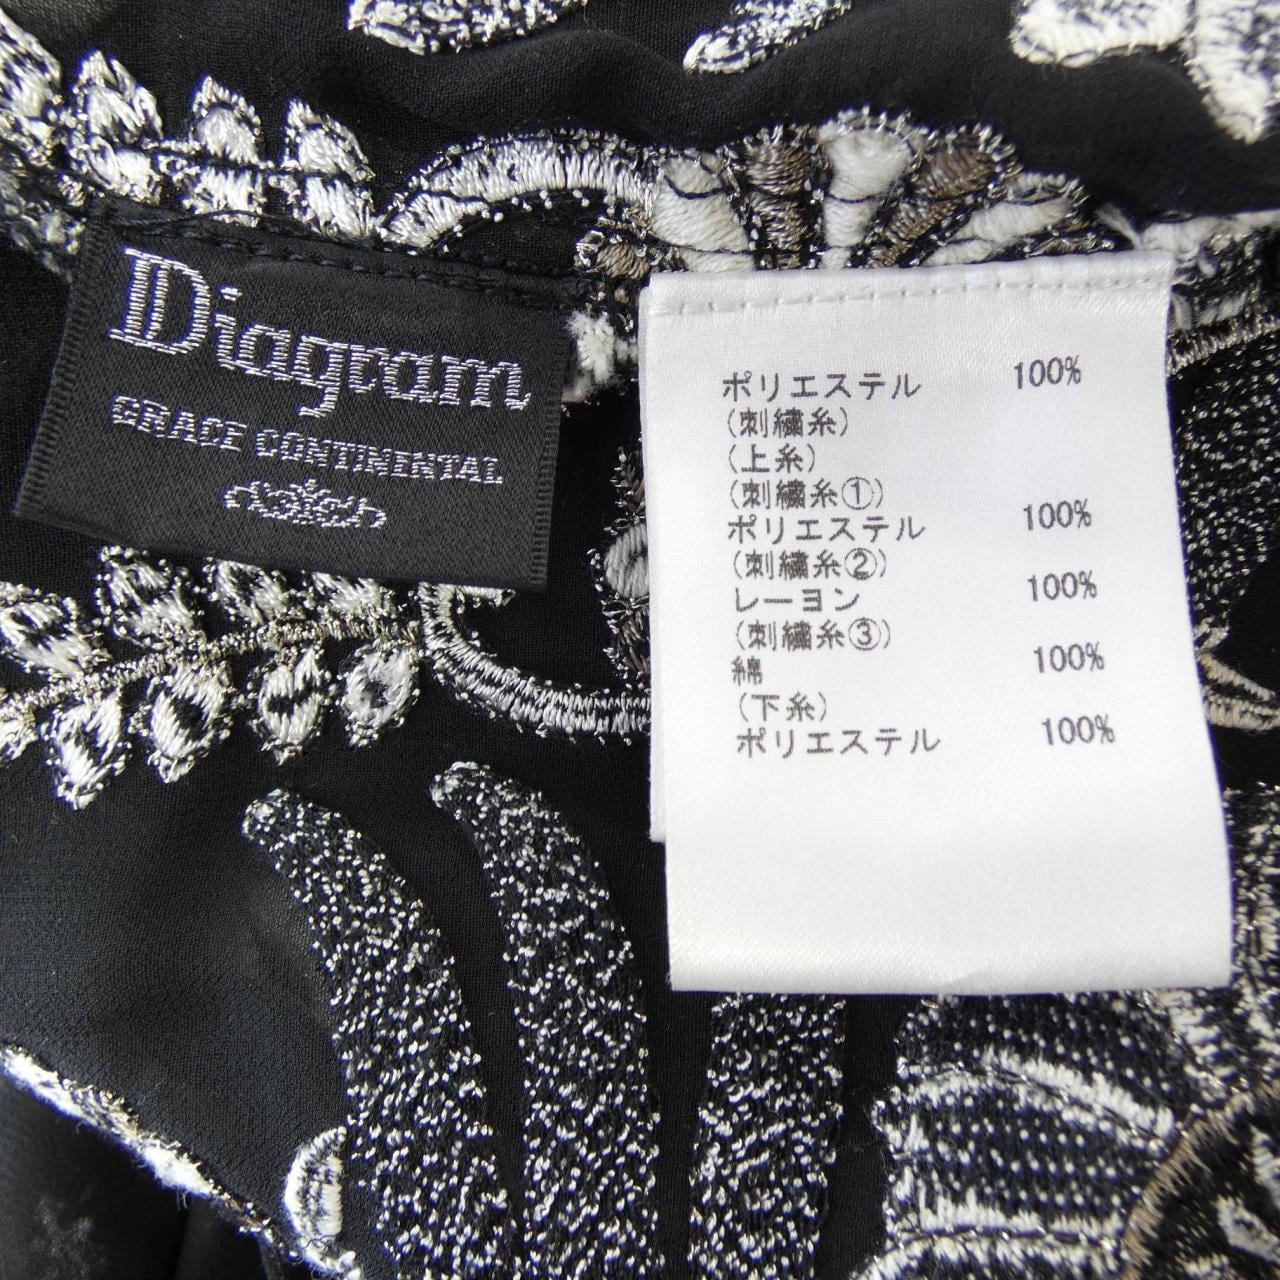 Diagram
GRACE CONTINENTAL
ポリエステル 100%
(刺繍糸)
(上糸)
(刺繍糸①)
ポリエステル 100%
(刺繍糸②)
レーヨン 100%
(刺繍糸③)
綿 100%
(下糸)
ポリエステル 100%